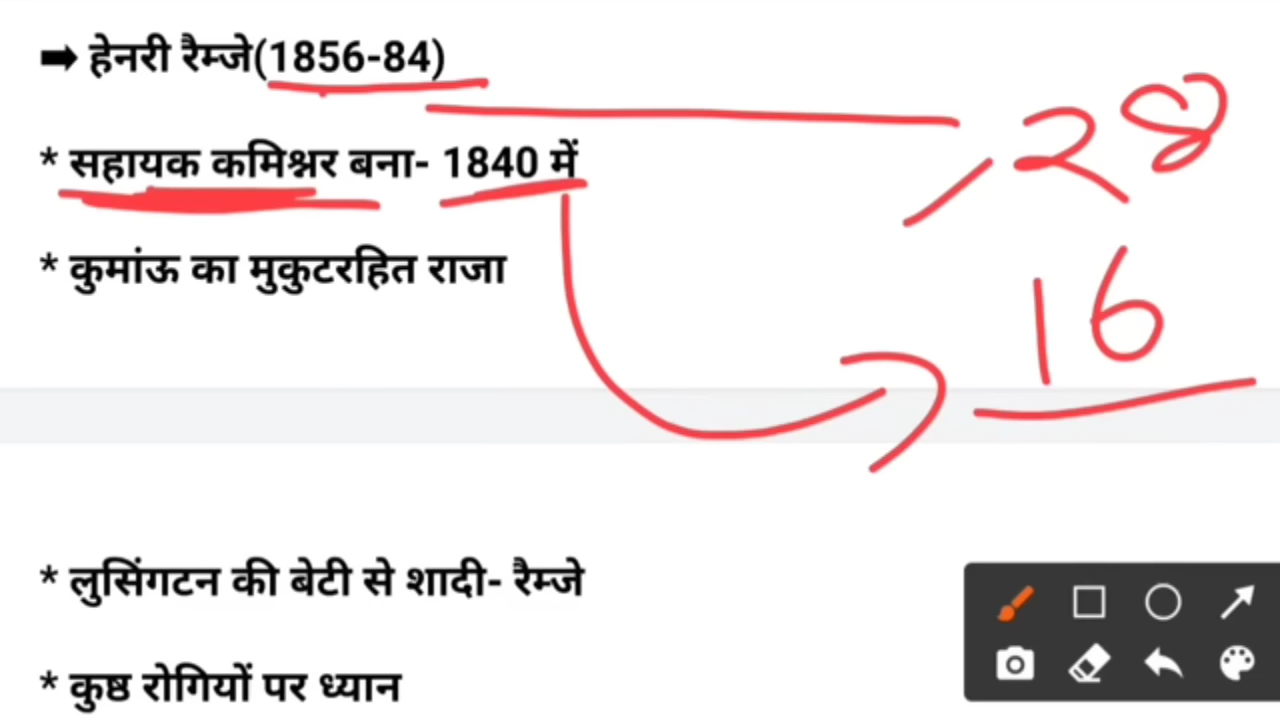 ➡ हेनरी रैम्जे(1856-84)
28
* सहायक कमिश्नर बना- 1840 में
* कुमांऊ का मुकुटरहित राजा
16
* लुसिंगटन की बेटी से शादी- रैम्जे
* कुष्ठ रोगियों पर ध्यान